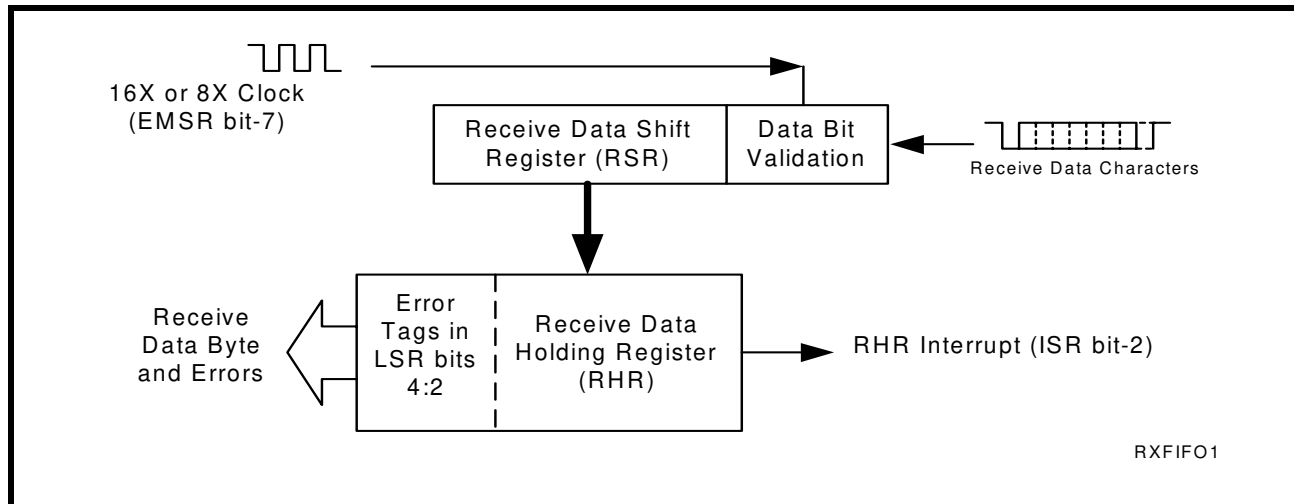 16X or 8X Clock
(EMSR bit-7)
Receive Data Shift
Register (RSR)
Data Bit
Validation
Receive Data Characters
Receive
Data Byte
and Errors
Error
Tags in
LSR bits
4:2
Receive Data
Holding Register
(RHR)
RHR Interrupt (ISR bit-2)
RXFIFO1